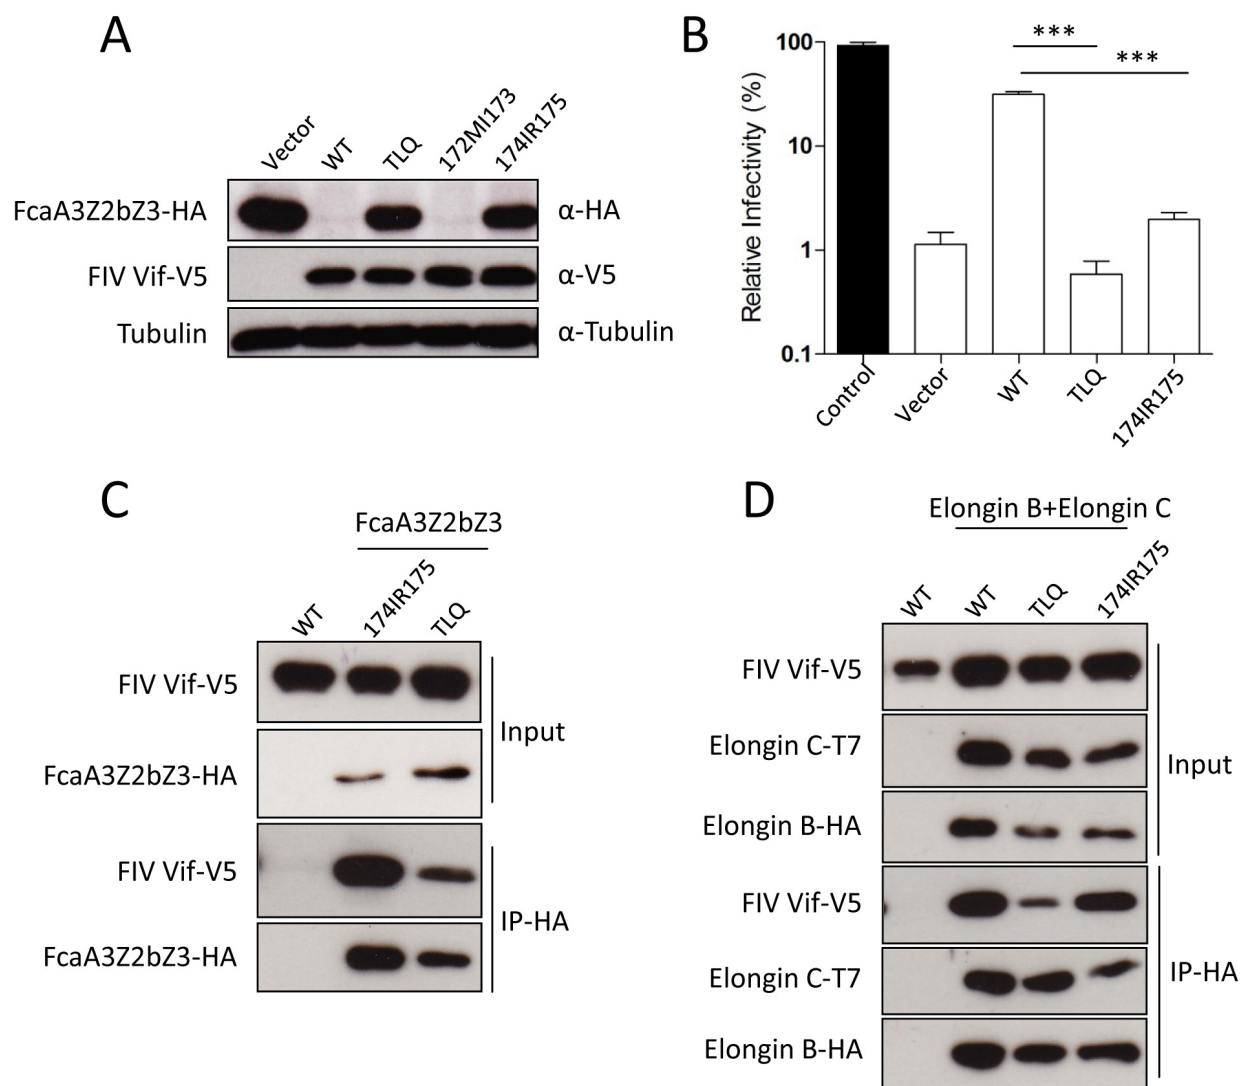 A
Vector
WT
TLQ
172MI173
174IR175
FcaA3Z2bZ3-HA
α-HA
FIV Vif-V5
α-V5
Tubulin
α-Tubulin
B
Relative Infectivity (%)
100
10
1
0.1
***
***
Control
Vector
WT
TLQ
174IR175
C
FcaA3Z2bZ3
WT
174IR175
TLQ
FIV Vif-V5
FcaA3Z2bZ3-HA
Input
FIV Vif-V5
FcaA3Z2bZ3-HA
IP-HA
D
Elongin B+Elongin C
WT
WT
TLQ
174IR175
FIV Vif-V5
Elongin C-T7
Elongin B-HA
Input
FIV Vif-V5
Elongin C-T7
Elongin B-HA
IP-HA